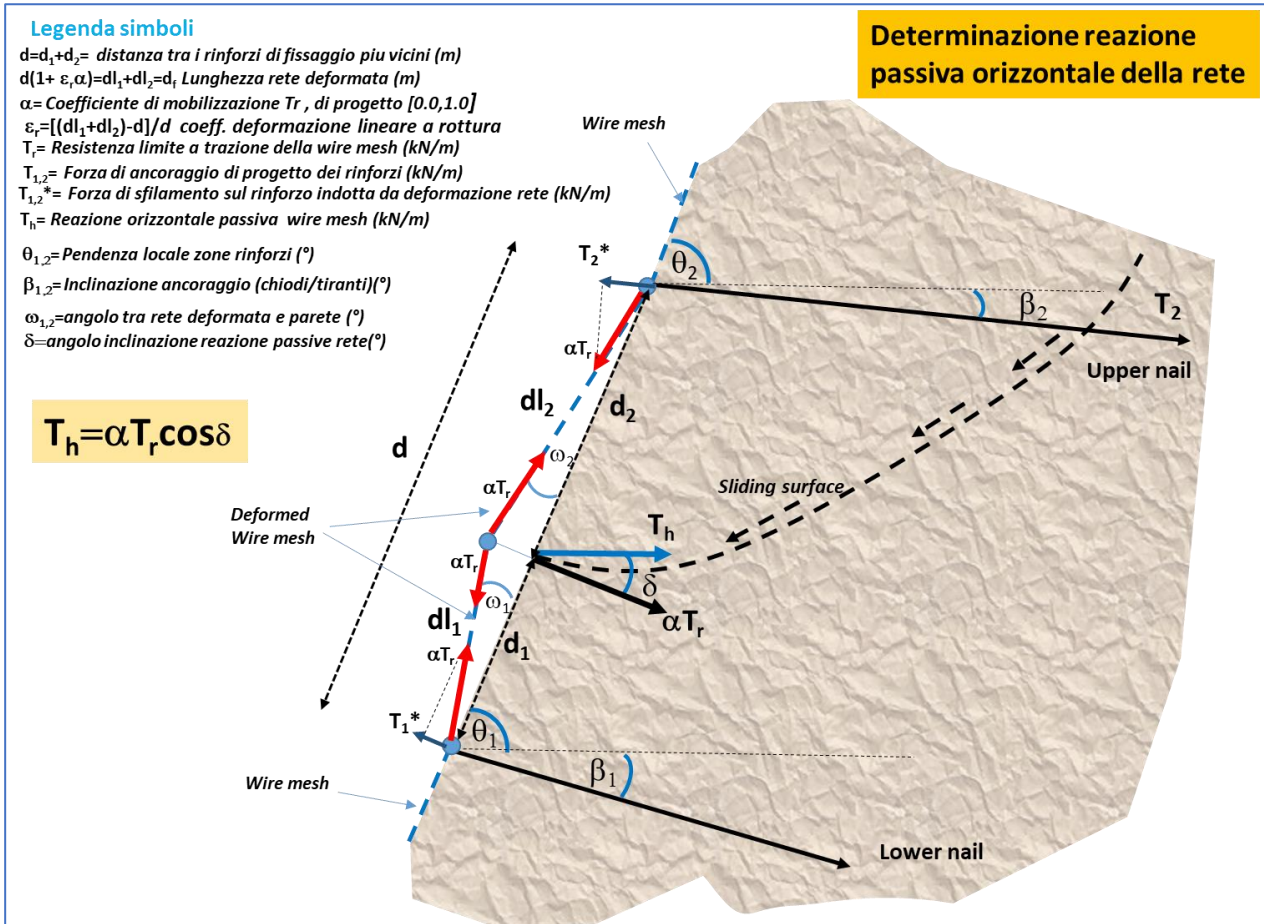 Legenda simboli
d=d₁+d₂= distanza tra i rinforzi di fissaggio piu vicini (m)
d(1+ εᵣα)=dl₁+dl₂=d_f Lunghezza rete deformata (m)
α= Coefficiente di mobilizzazione Tr , di progetto [0.0,1.0]
εᵣ=[(dl₁+dl₂)-d]/d coeff. deformazione lineare a rottura
Tᵣ= Resistenza limite a trazione della wire mesh (kN/m)
T₁,₂= Forza di ancoraggio di progetto dei rinforzi (kN/m)
T₁,₂*= Forza di sfilamento sul rinforzo indotta da deformazione rete (kN/m)
Tₕ= Reazione orizzontale passiva wire mesh (kN/m)
θ₁,₂= Pendenza locale zone rinforzi (°)
β₁,₂= Inclinazione ancoraggio (chiodi/tiranti)(°)
ω₁,₂=angolo tra rete deformata e parete (°)
δ=angolo inclinazione reazione passive rete(°)
Tₕ=αTᵣcosδ
Determinazione reazione
passiva orizzontale della rete
Wire mesh
T₂*
θ₂
β₂
T₂
Upper nail
αTᵣ
dl₂
d₂
d
ω₂
αTᵣ
Sliding surface
Deformed
Wire mesh
Tₕ
αTᵣ
δ
ω₁
αTᵣ
dl₁
d₁
αTᵣ
T₁*
θ₁
β₁
Wire mesh
Lower nail